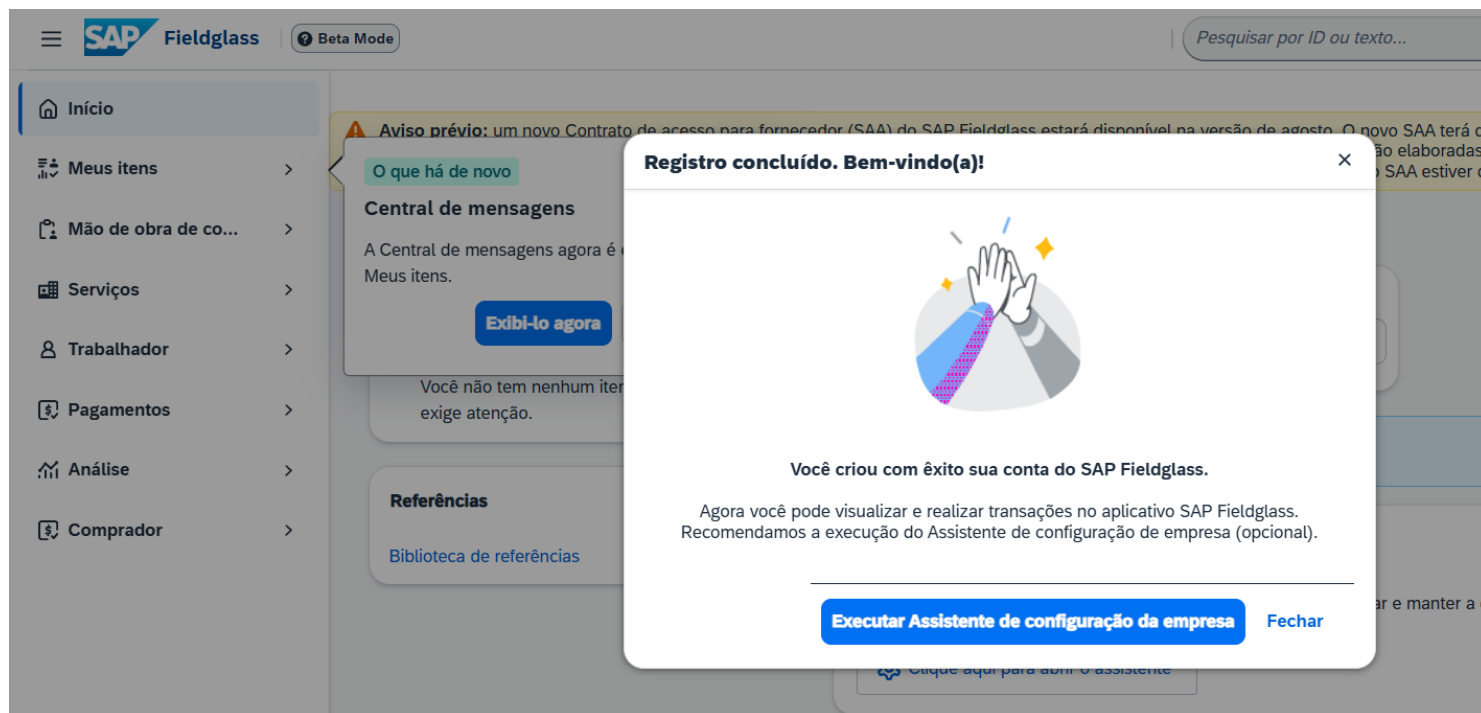 SAP Fieldglass
Beta Mode
Pesquisar por ID ou texto...
Início
Meus itens
Mão de obra de co...
Serviços
Trabalhador
Pagamentos
Análise
Comprador
Aviso prévio: um novo Contrato de acesso para fornecedor (SAA) do SAP Fieldglass estará disponível na versão de agosto. O novo SAA terá
ão elaboradas
SAA estiver
O que há de novo
Central de mensagens
A Central de mensagens agora é
Meus itens.
Exibi-lo agora
Você não tem nenhum iter
exige atenção.
Referências
Biblioteca de referências
Registro concluído. Bem-vindo(a)!
Você criou com êxito sua conta do SAP Fieldglass.
Agora você pode visualizar e realizar transações no aplicativo SAP Fieldglass.
Recomendamos a execução do Assistente de configuração de empresa (opcional).
Executar Assistente de configuração da empresa
Fechar
ar e manter a
Clique aqui para abrir o assistente